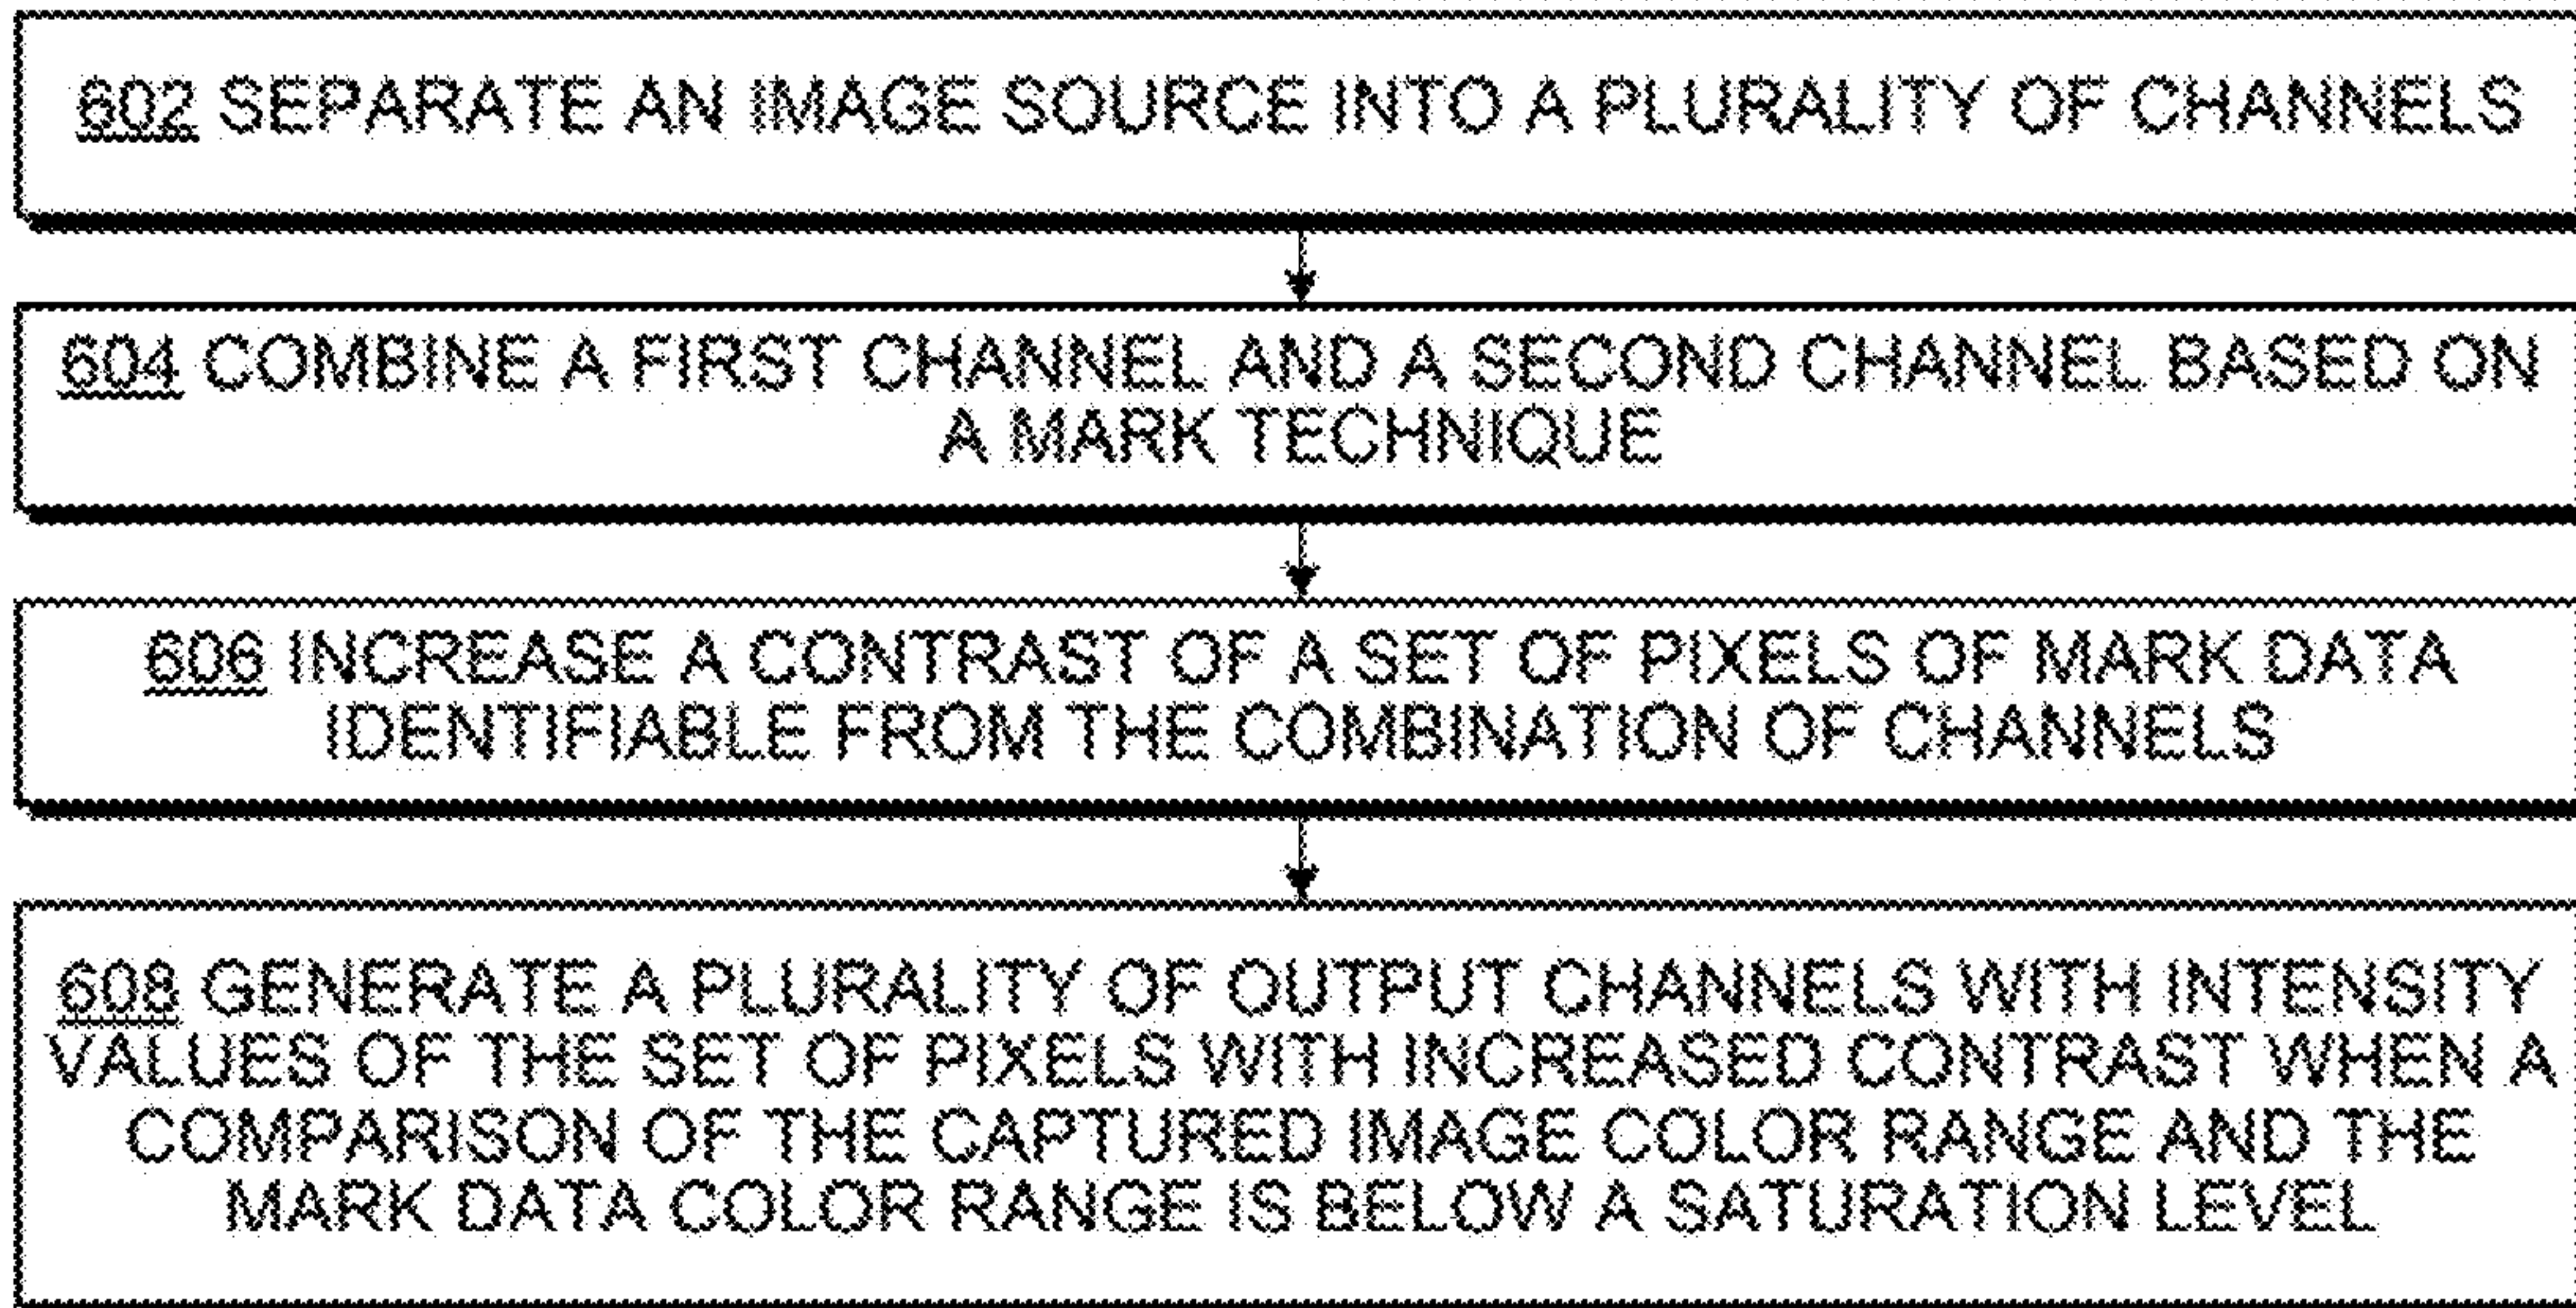 602 SEPARATE AN IMAGE SOURCE INTO A PLURALITY OF CHANNELS
604 COMBINE A FIRST CHANNEL AND A SECOND CHANNEL BASED ON
A MARK TECHNIQUE
606 INCREASE A CONTRAST OF A SET OF PIXELS OF MARK DATA
IDENTIFIABLE FROM THE COMBINATION OF CHANNELS
608 GENERATE A PLURALITY OF OUTPUT CHANNELS WITH INTENSITY
VALUES OF THE SET OF PIXELS WITH INCREASED CONTRAST WHEN A
COMPARISON OF THE CAPTURED IMAGE COLOR RANGE AND THE
MARK DATA COLOR RANGE IS BELOW A SATURATION LEVEL